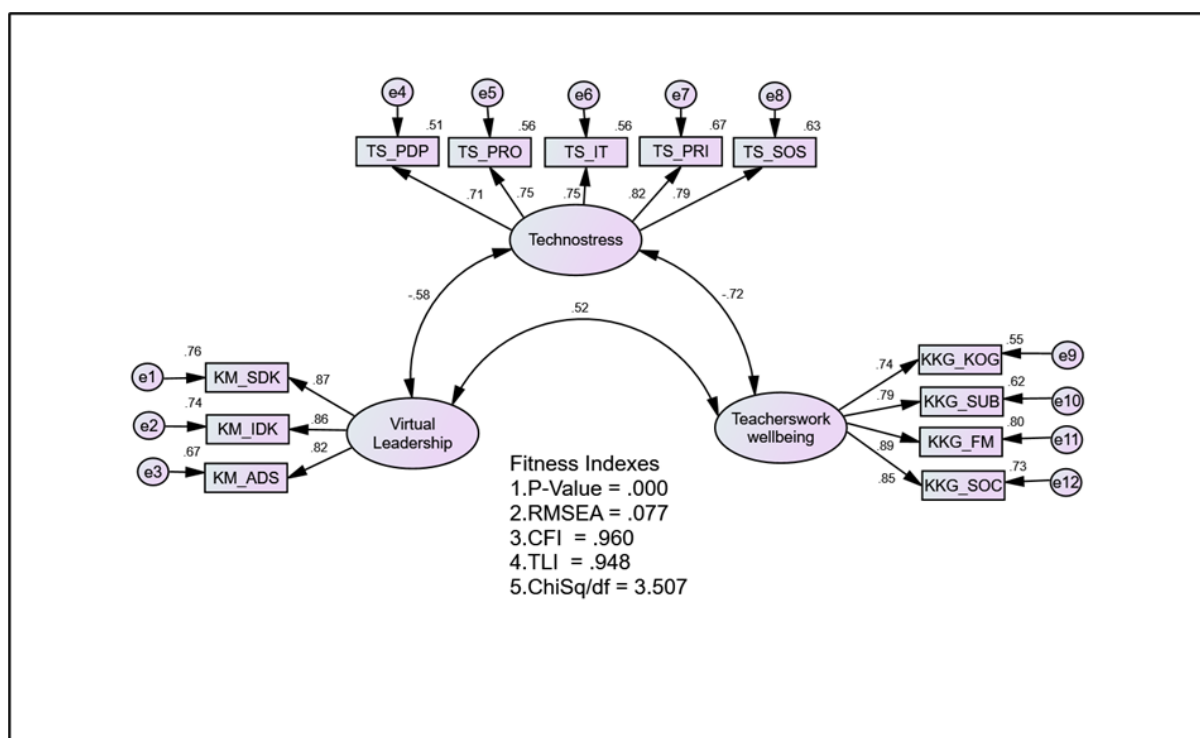 e4
e5
e6
e7
e8
.51
.56
.56
.67
.63
TS_PDP
TS_PRO
TS_IT
TS_PRI
TS_SOS
.71
.75
.75
.82
.79
Technostress
-.58
-.72
.52
.76
e1
KM_SDK
.87
.74
e2
KM_IDK
.86
.67
e3
KM_ADS
.82
Virtual
Leadership
Teacherswork
wellbeing
.74
KKG_KOG
.55
e9
.79
KKG_SUB
.62
e10
.89
KKG_FM
.80
e11
.85
KKG_SOC
.73
e12
Fitness Indexes
1.P-Value = .000
2.RMSEA = .077
3.CFI = .960
4.TLI = .948
5.ChiSq/df = 3.507